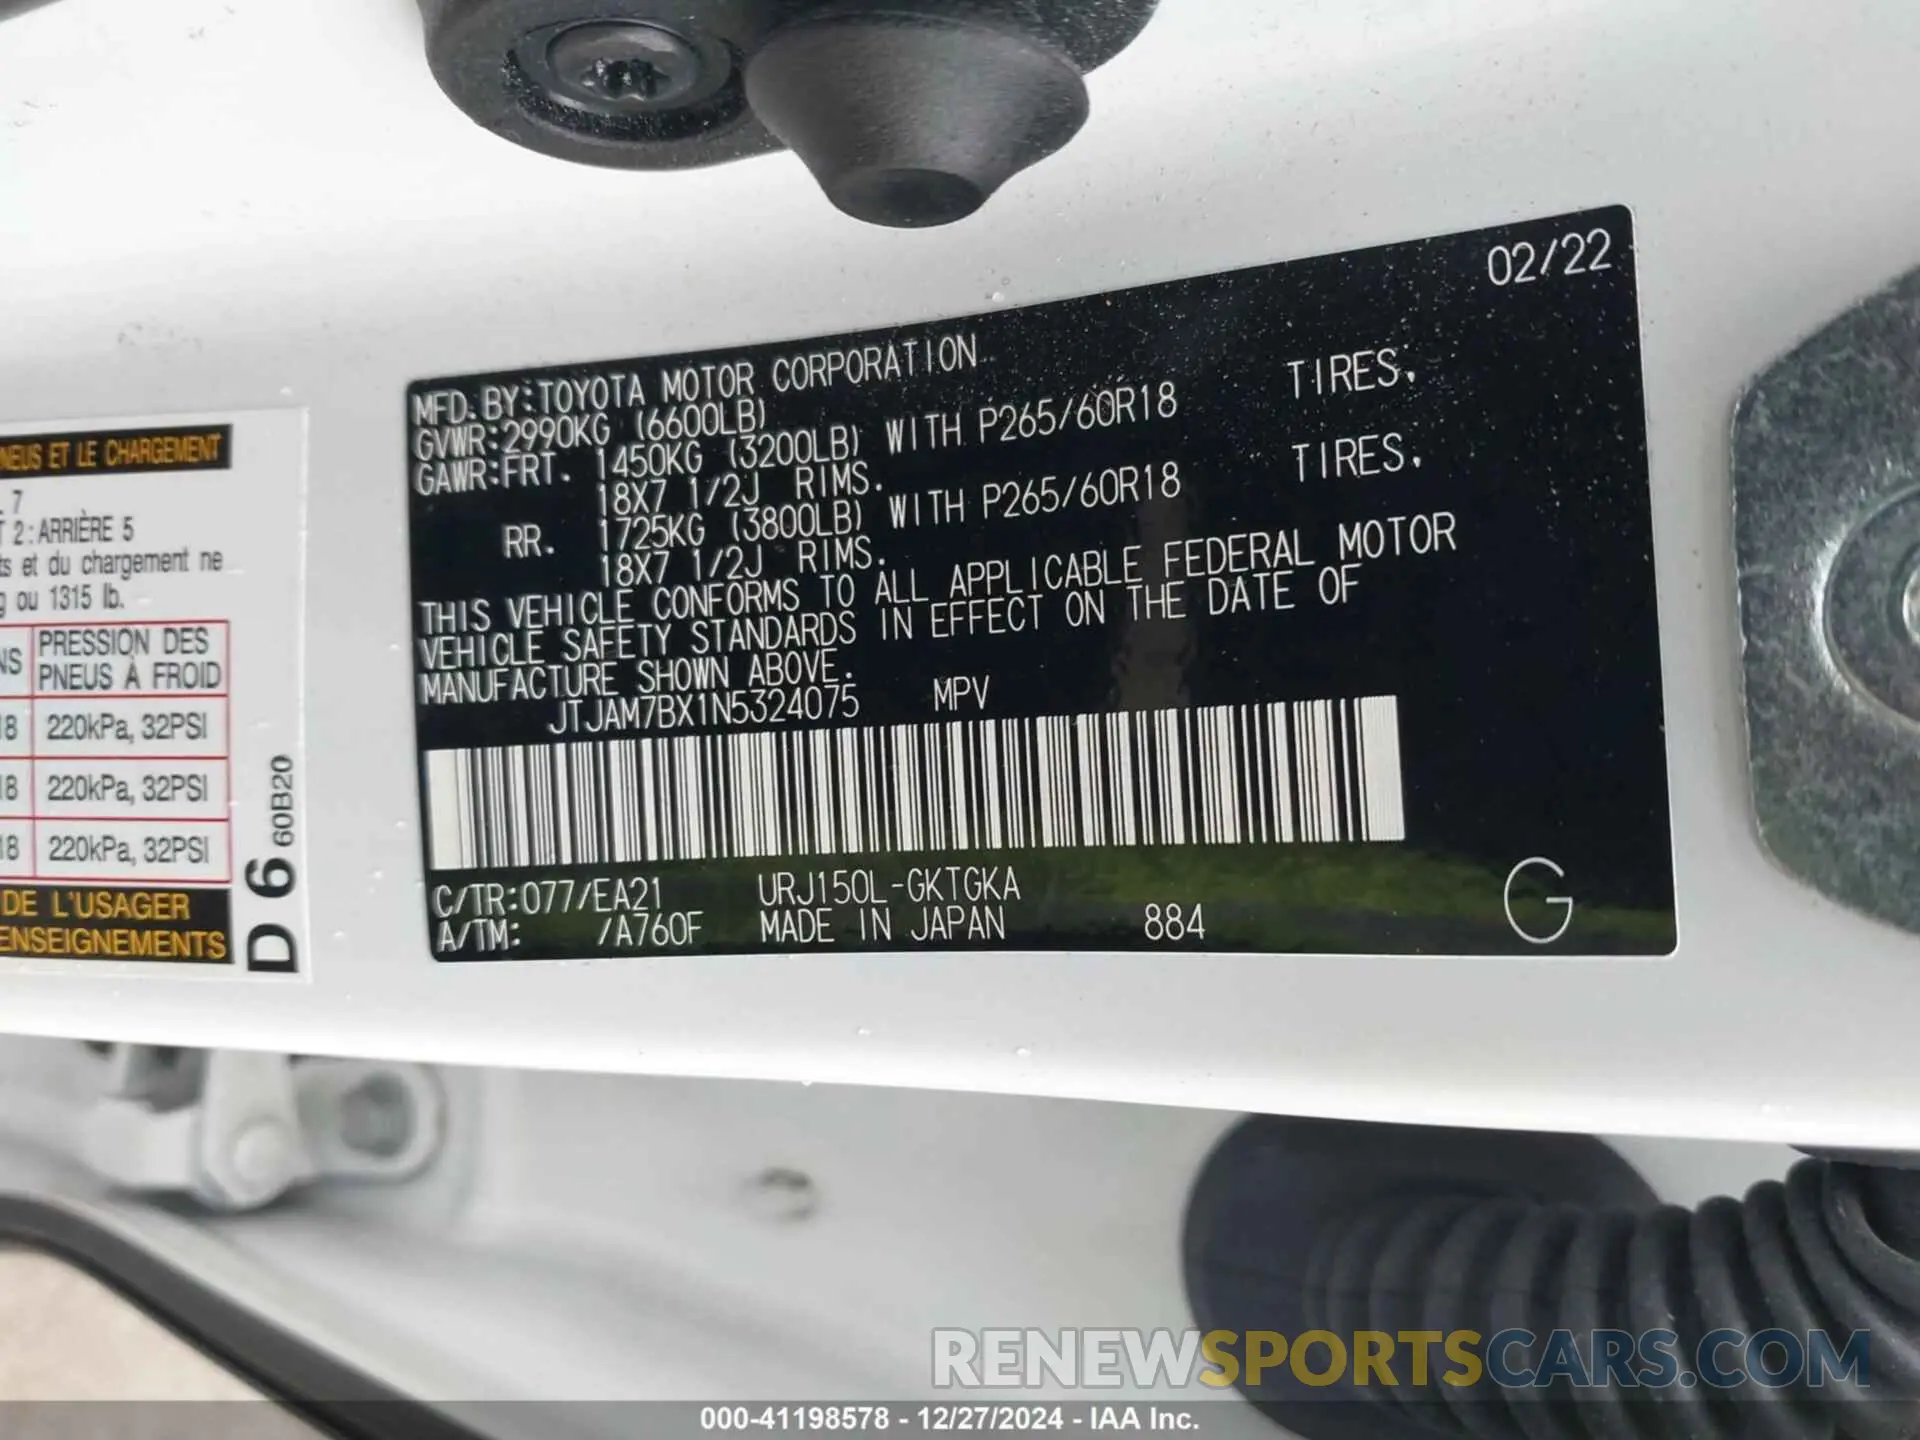 02/22
MFD. BY: TOYOTA MOTOR CORPORATION
GVWR: 2990KG (6600LB)
GAWR: FRT. 1450KG (3200LB) WITH P265/60R18 TIRES,
18X7 1/2J RIMS.
RR. 1725KG (3800LB) WITH P265/60R18 TIRES,
18X7 1/2J RIMS.
THIS VEHICLE CONFORMS TO ALL APPLICABLE FEDERAL MOTOR
VEHICLE SAFETY STANDARDS IN EFFECT ON THE DATE OF
MANUFACTURE SHOWN ABOVE.
JTJAM7BX1N5324075 MPV
C/TR: 077/EA21 URJ150L-GKTGKA
A/TM: /A760F MADE IN JAPAN 884
G
NEUS ET LE CHARGEMENT
7
2: ARRIÈRE 5
ts et du chargement ne
ou 1315 lb.
NS PRESSION DES
PNEUS À FROID
18 220kPa, 32PSI
18 220kPa, 32PSI
18 220kPa, 32PSI
DE L'USAGER
ENSEIGNEMENTS
D 6 60B20
RENEWSPORTSCARS.COM
000-41198578 - 12/27/2024 - IAA Inc.